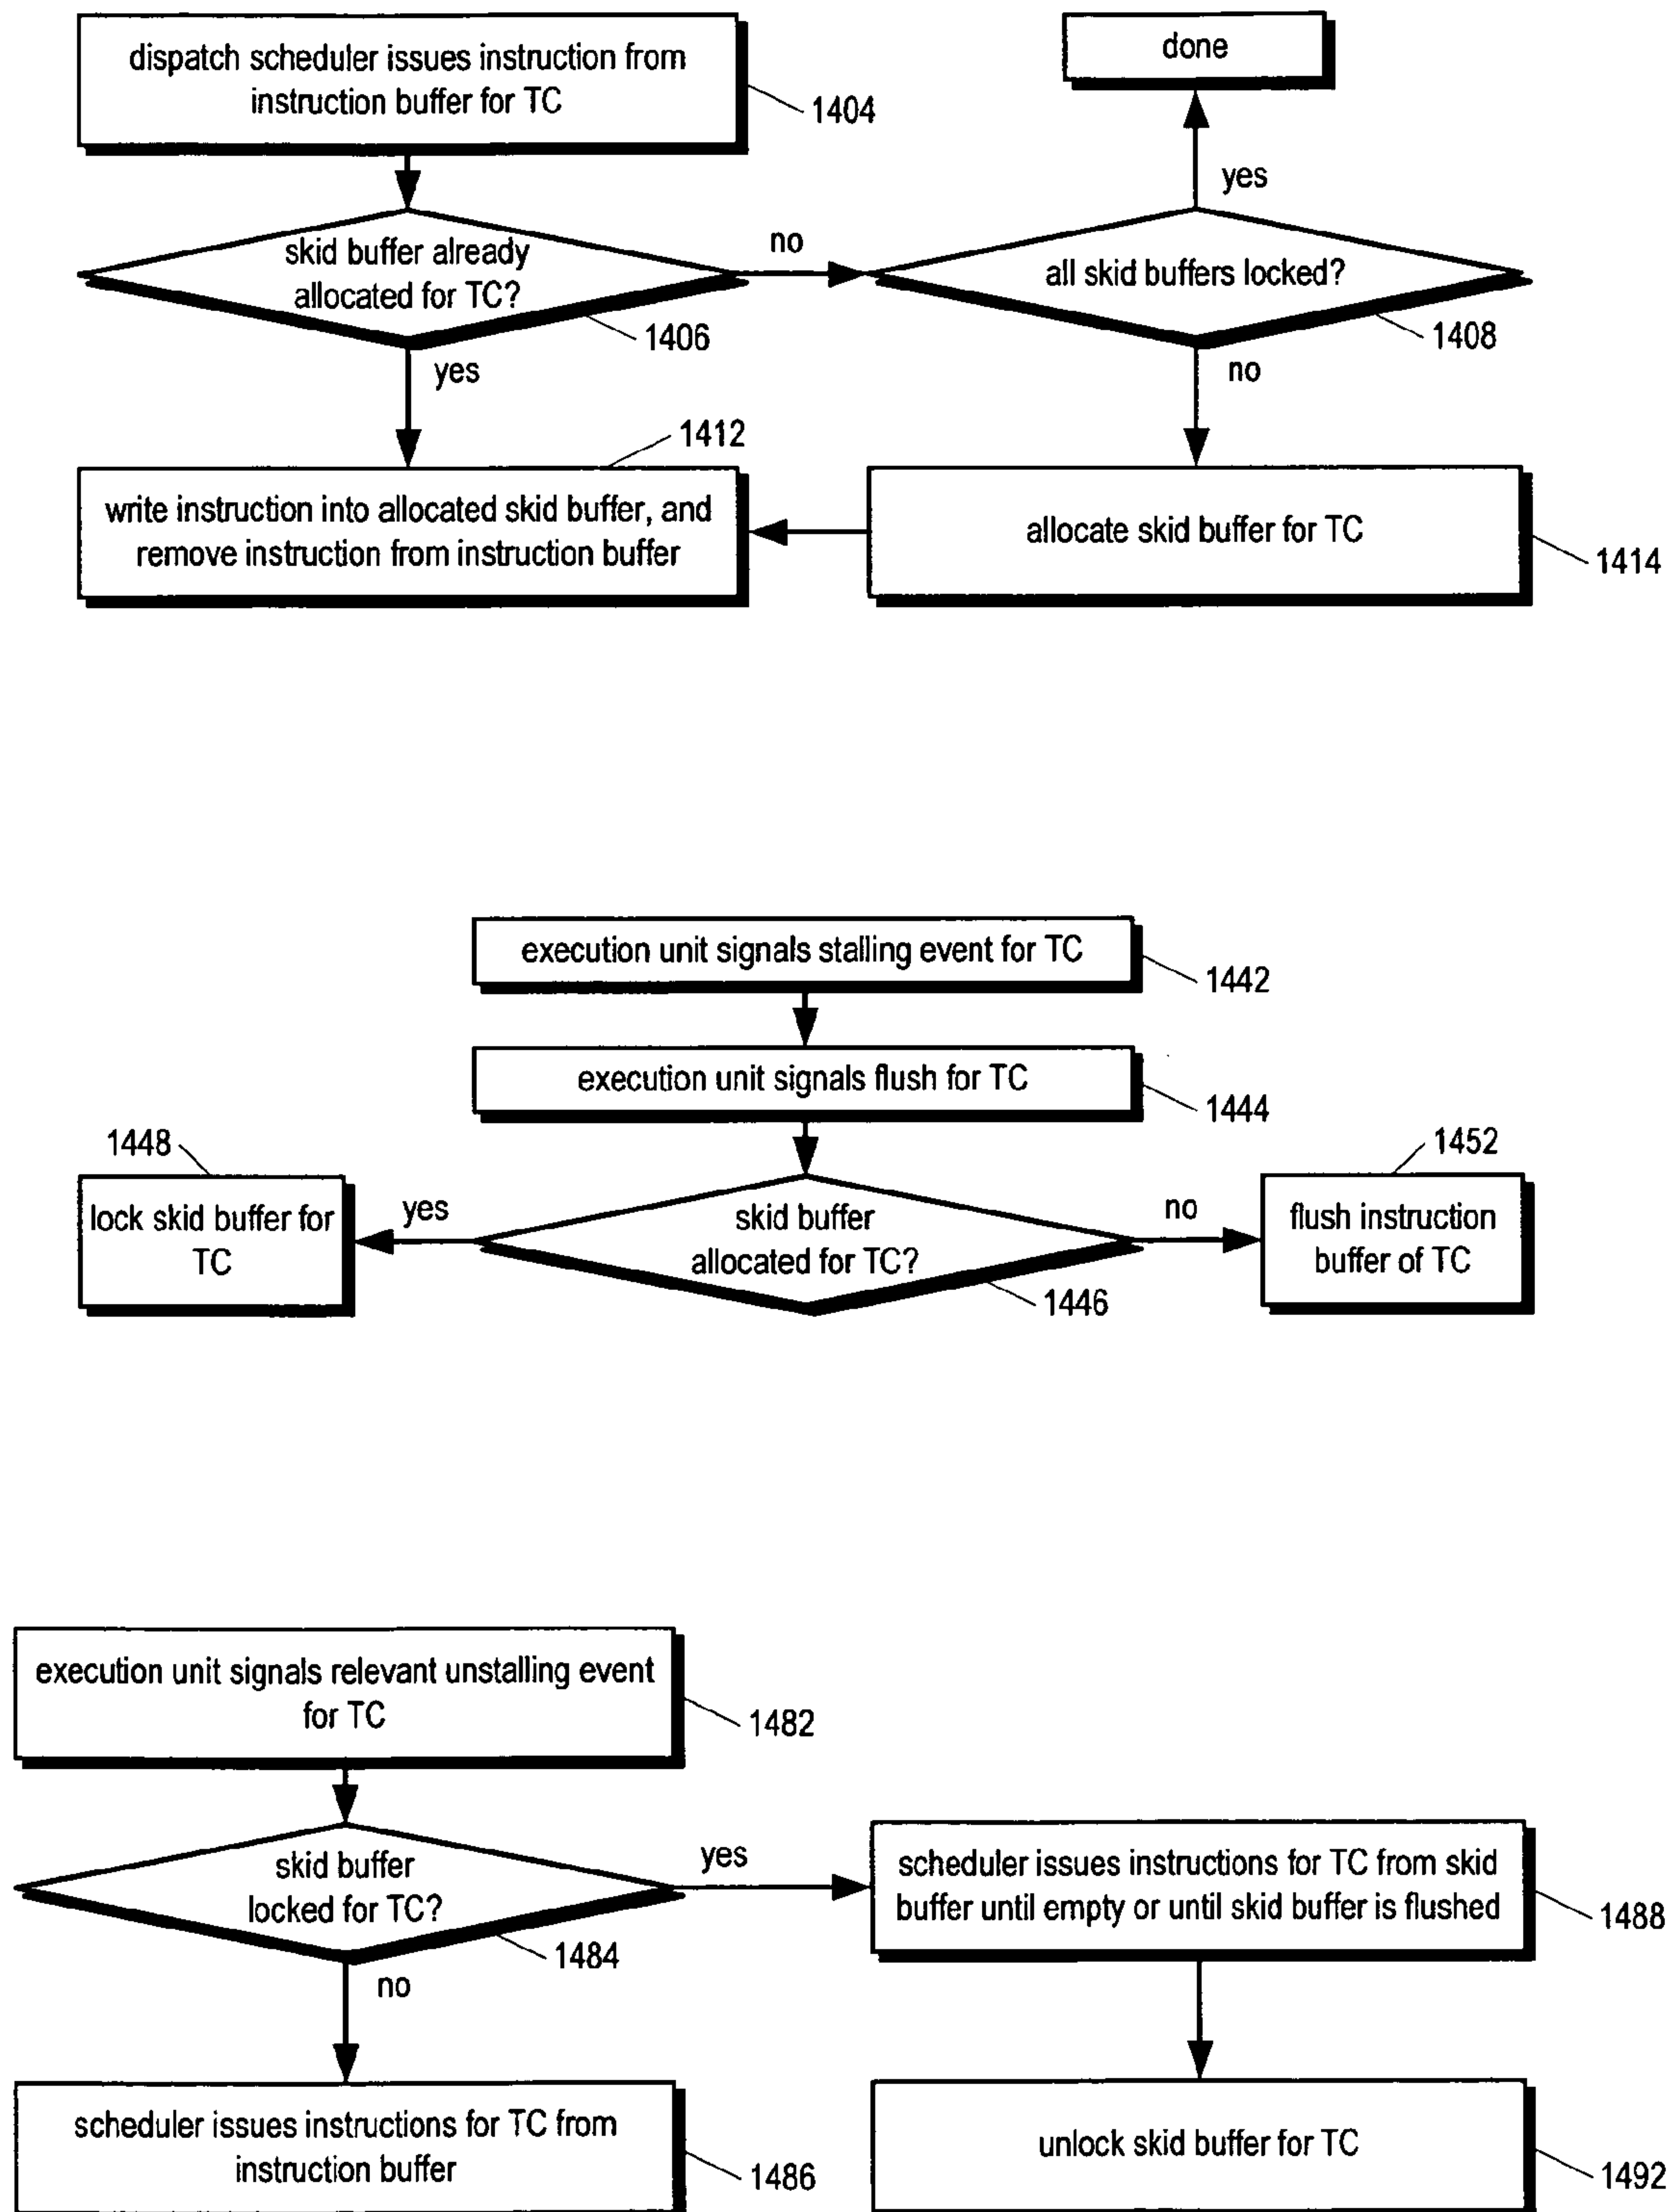 dispatch scheduler issues instruction from
instruction buffer for TC
1404
done
yes
skid buffer already
allocated for TC?
1406
no
all skid buffers locked?
1408
yes
no
1412
write instruction into allocated skid buffer, and
remove instruction from instruction buffer
allocate skid buffer for TC
1414
execution unit signals stalling event for TC
1442
execution unit signals flush for TC
1444
1448
lock skid buffer for
TC
yes
skid buffer
allocated for TC?
1446
no
1452
flush instruction
buffer of TC
execution unit signals relevant unstalling event
for TC
1482
skid buffer
locked for TC?
1484
yes
scheduler issues instructions for TC from skid
buffer until empty or until skid buffer is flushed
1488
no
scheduler issues instructions for TC from
instruction buffer
1486
unlock skid buffer for TC
1492